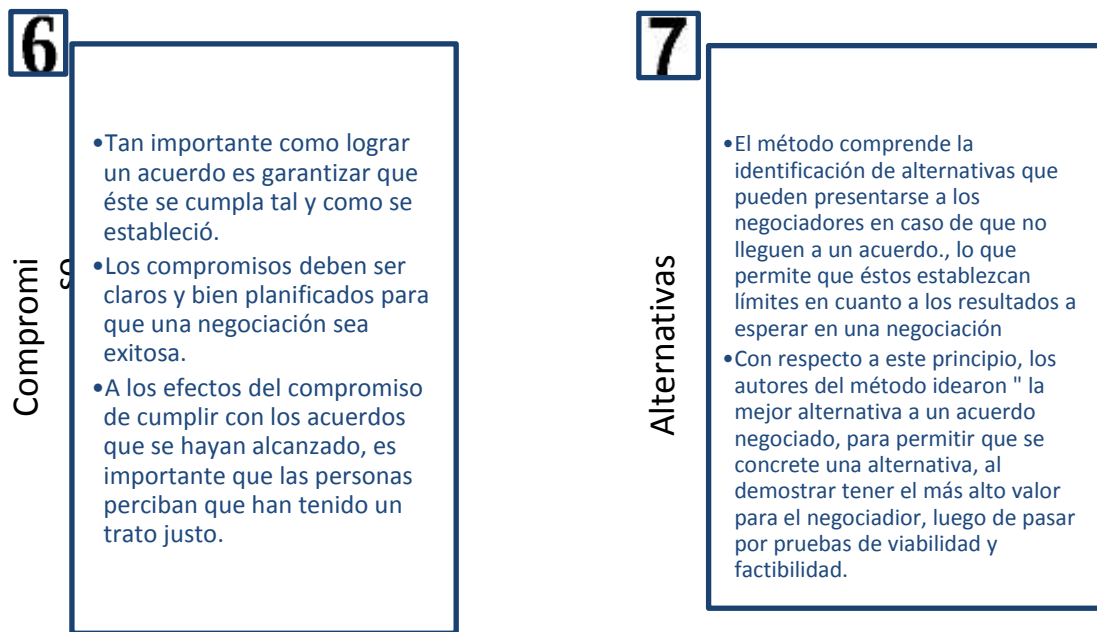 6
Compromi
s
•Tan importante como lograr
un acuerdo es garantizar que
éste se cumpla tal y como se
estableció.
•Los compromisos deben ser
claros y bien planificados para
que una negociación sea
exitosa.
•A los efectos del compromiso
de cumplir con los acuerdos
que se hayan alcanzado, es
importante que las personas
perciban que han tenido un
trato justo.
7
Alternativas
•El método comprende la
identificación de alternativas que
pueden presentarse a los
negociadores en caso de que no
lleguen a un acuerdo., lo que
permite que éstos establezcan
límites en cuanto a los resultados a
esperar en una negociación
•Con respecto a este principio, los
autores del método idearon " la
mejor alternativa a un acuerdo
negociado, para permitir que se
concrete una alternativa, al
demostrar tener el más alto valor
para el negociadior, luego de pasar
por pruebas de viabilidad y
factibilidad.